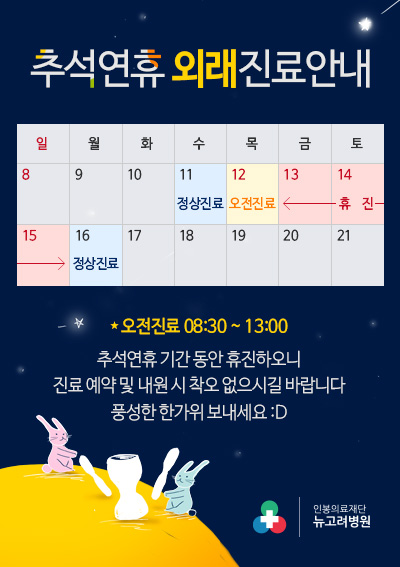 추석연휴 외래진료안내
일 월 화 수 목 금 토
8 9 10 11 12 13 14
정상진료 오전진료 휴 진
15 16 17 18 19 20 21
정상진료
★오전진료 08:30 ~ 13:00
추석연휴 기간 동안 휴진하오니
진료 예약 및 내원 시 착오 없으시길 바랍니다
풍성한 한가위 보내세요 :D
인봉의료재단
뉴고려병원